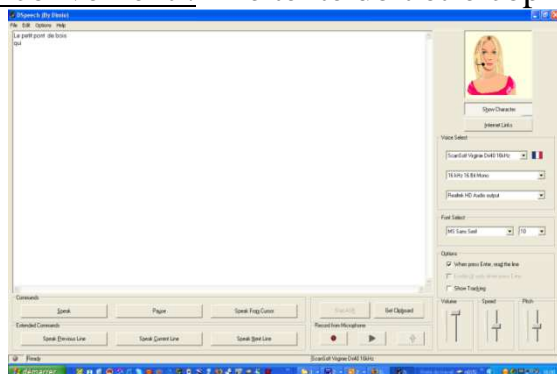 DSpeech (By Dimio)
File Edit Options Help
Le petit pont de bois
qui
Show Character
Internet Links
Voice Select
ScanSoft Virginie Dri40 16kHz
16 kHz 16 Bit Mono
Realtek HD Audio output
Font Select
MS Sans Serif
10
Options
When press Enter, read the line
Show Tracking
Commands
Speak
Pause
Speak From Cursor
Get Clipboard
Volume
Speed
Pitch
Extended Commands
Speak Previous Line
Speak Current Line
Speak Next Line
Record from Microphone
Ready
ScanSoft Virginie Dri40 16kHz
démarrer